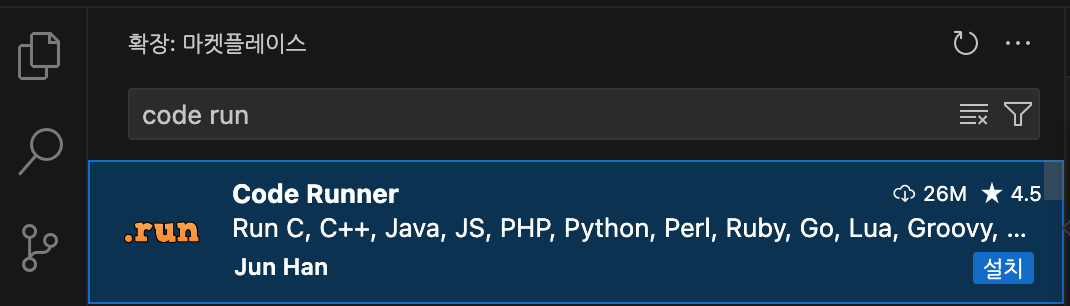 확장: 마켓플레이스
code run
Code Runner 26M ★ 4.5
.run
Run C, C++, Java, JS, PHP, Python, Perl, Ruby, Go, Lua, Groovy, ...
Jun Han 설치